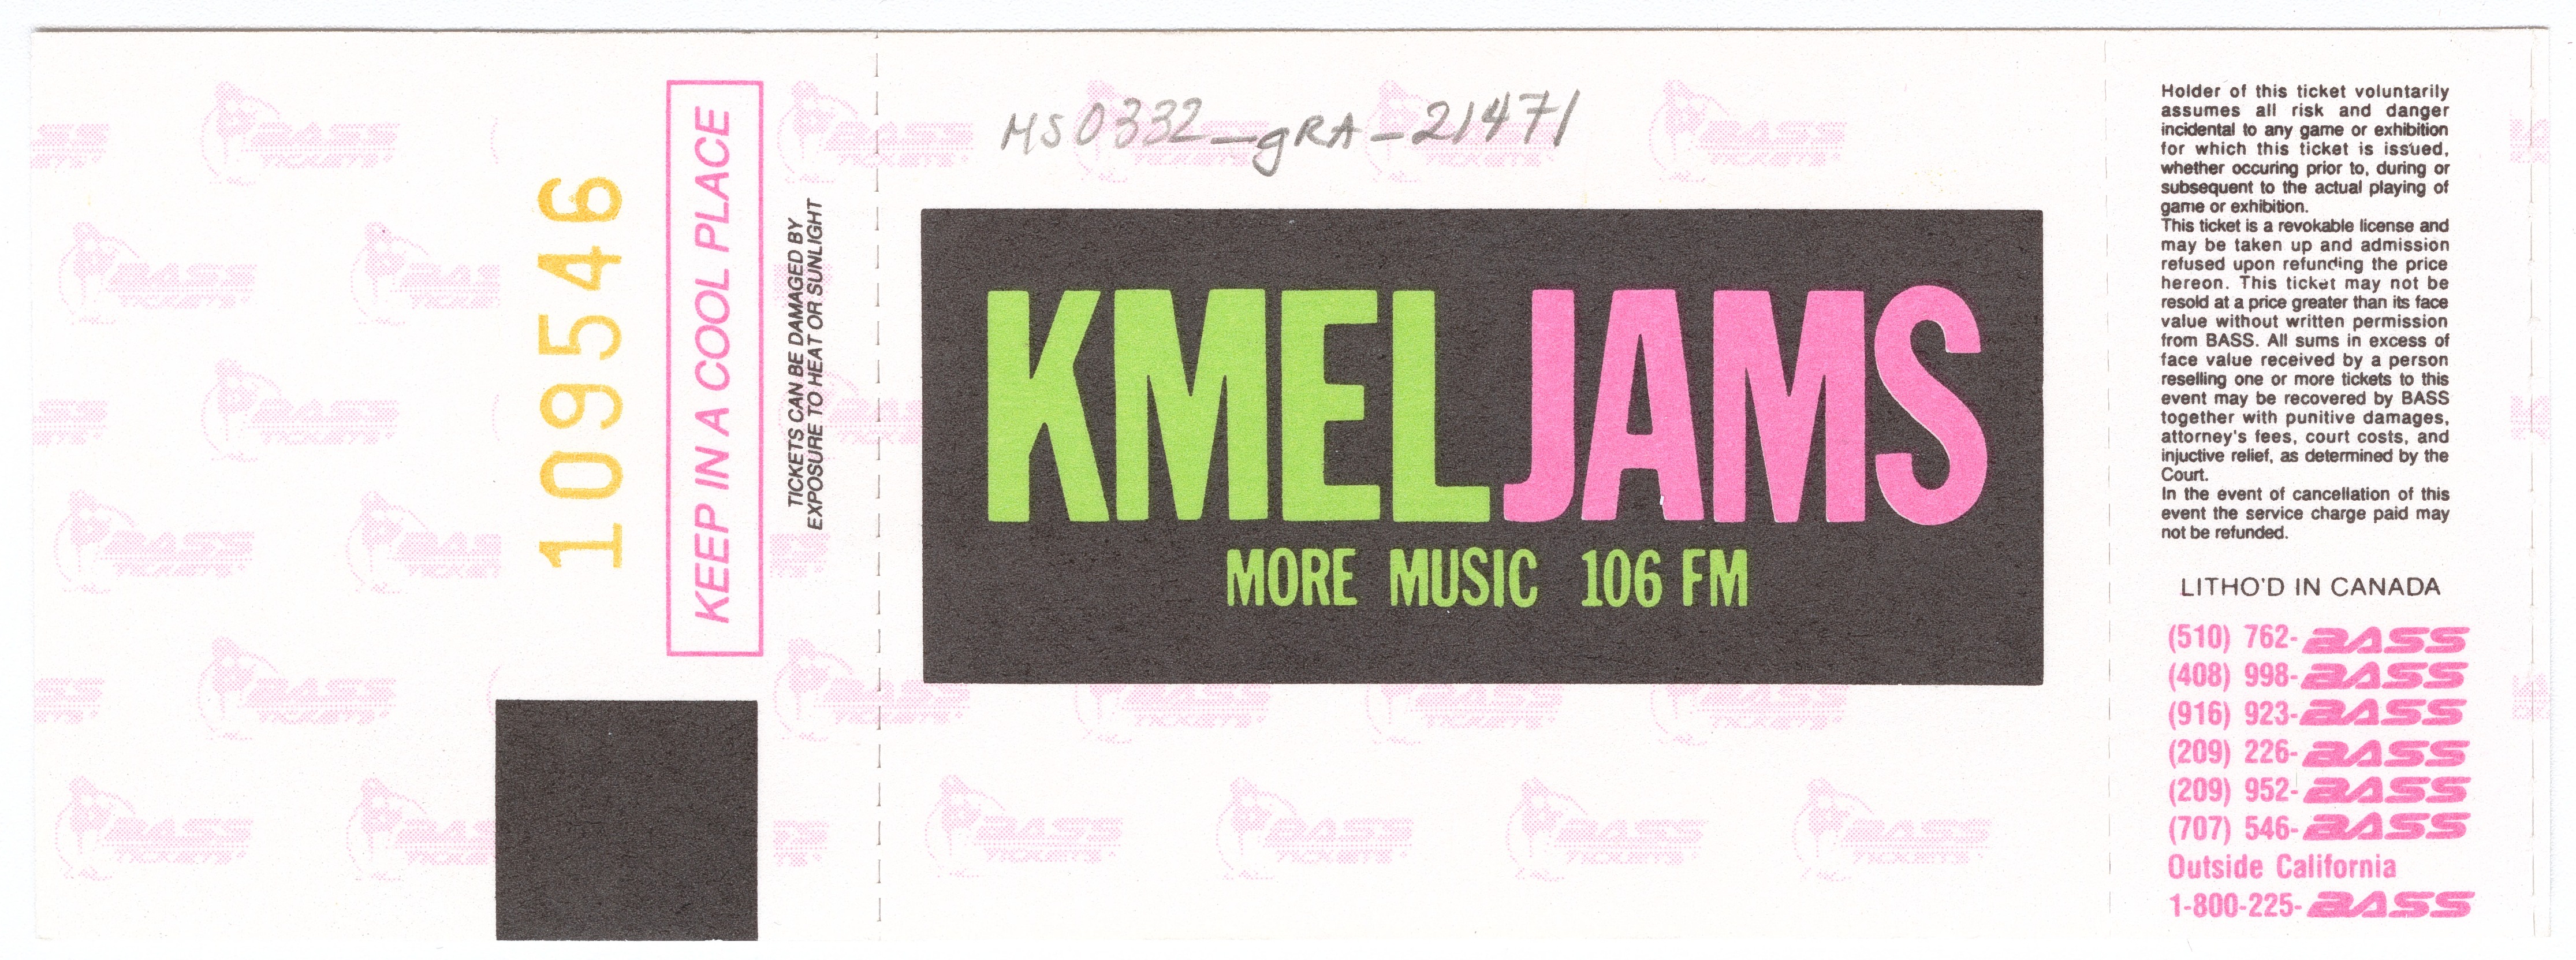 109546
KEEP IN A COOL PLACE
TICKETS CAN BE DAMAGED BY
EXPOSURE TO HEAT OR SUNLIGHT
MS0332_gRA-21471
KMELJAMS
MORE MUSIC 106 FM
Holder of this ticket voluntarily
assumes all risk and danger
incidental to any game or exhibition
for which this ticket is issued,
whether occuring prior to, during or
subsequent to the actual playing of
game or exhibition.
This ticket is a revokable license and
may be taken up and admission
refused upon refunding the price
hereon. This ticket may not be
resold at a price greater than its face
value without written permission
from BASS. All sums in excess of
face value received by a person
reselling one or more tickets to this
event may be recovered by BASS
together with punitive damages,
attorney's fees, court costs, and
injuctive relief, as determined by the
Court.
In the event of cancellation of this
event the service charge paid may
not be refunded.
LITHO'D IN CANADA
(510) 762-BASS
(408) 998-BASS
(916) 923-BASS
(209) 226-BASS
(209) 952-BASS
(707) 546-BASS
Outside California
1-800-225-BASS
BASS
TICKETS